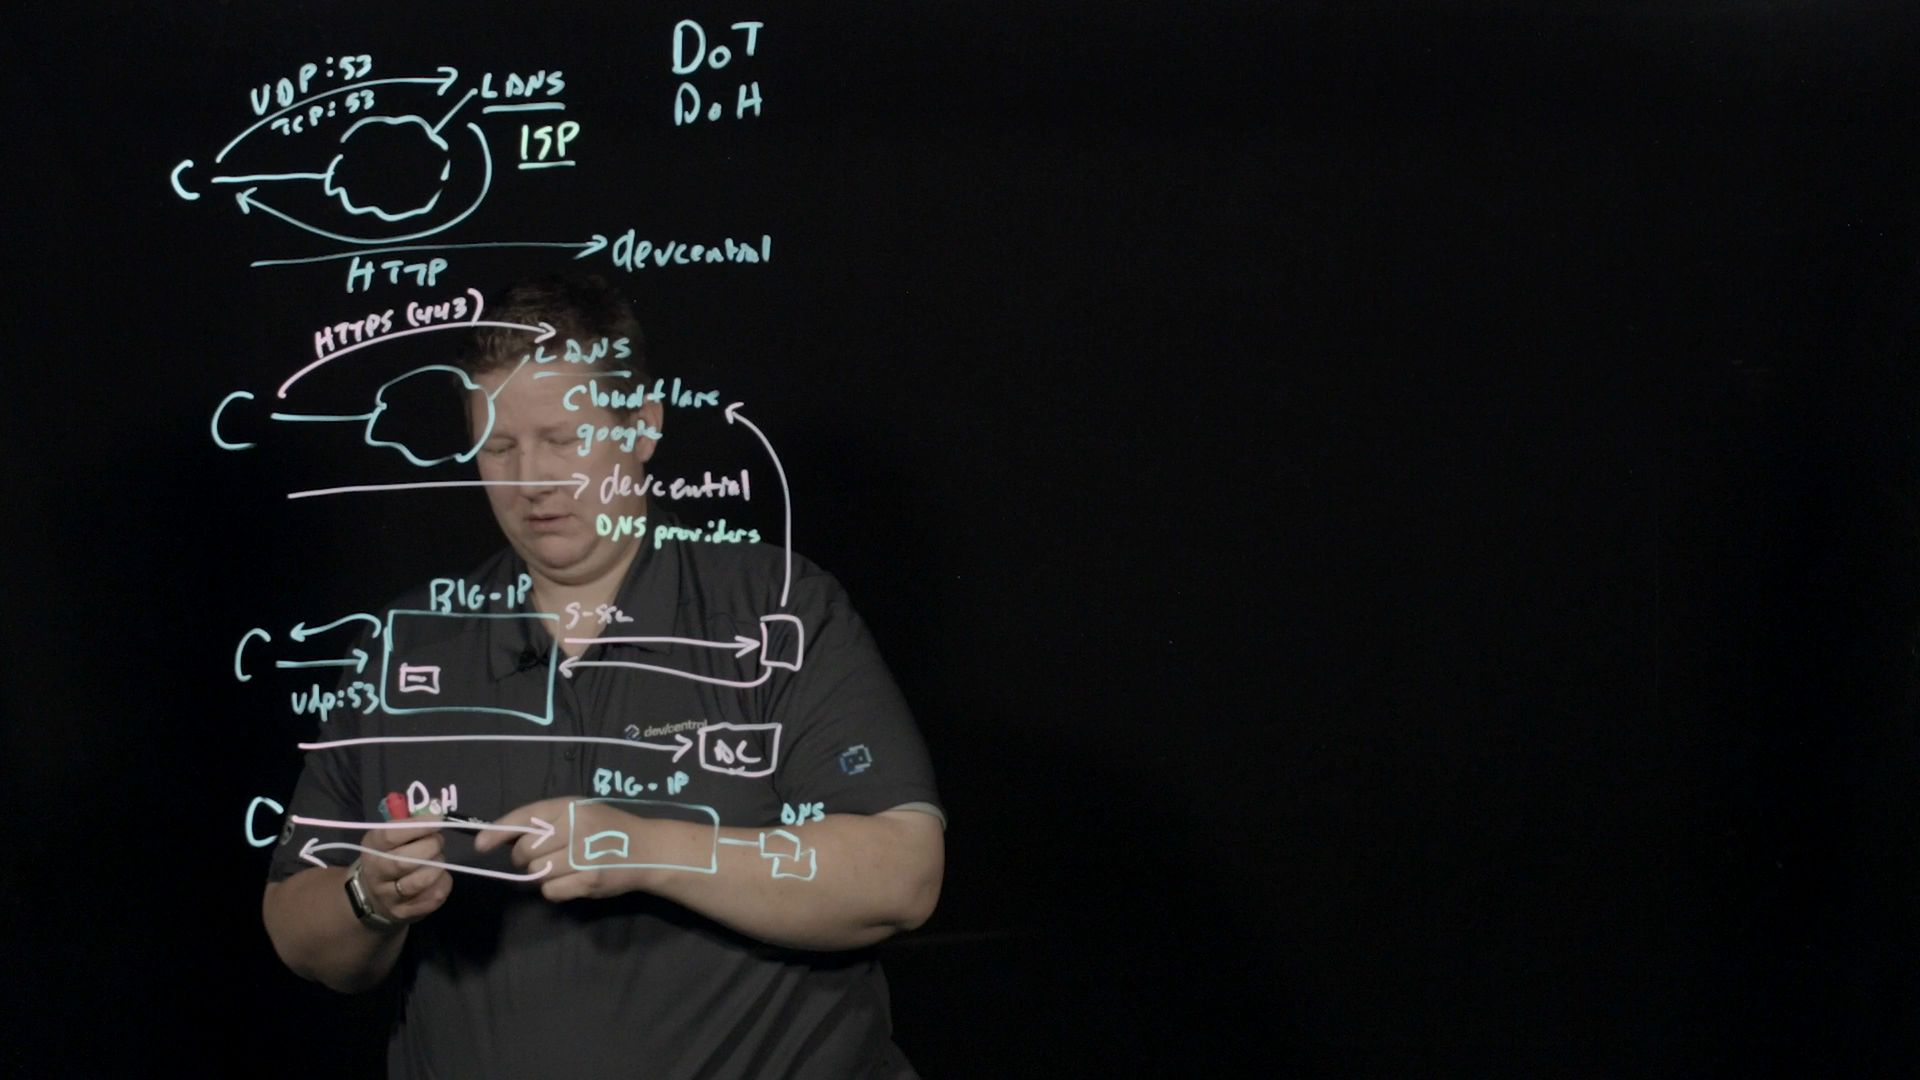 DoT
DoH
UDP:53
TCP:53
LDNS
ISP
C
HTTP
devcentral
HTTPS (443)
LDNS
C
Cloudflare
google
devcentral
DNS providers
BIG-IP
S-SSL
C
udp:53
devcentral
DC
BIG-IP
DoH
DNS
C